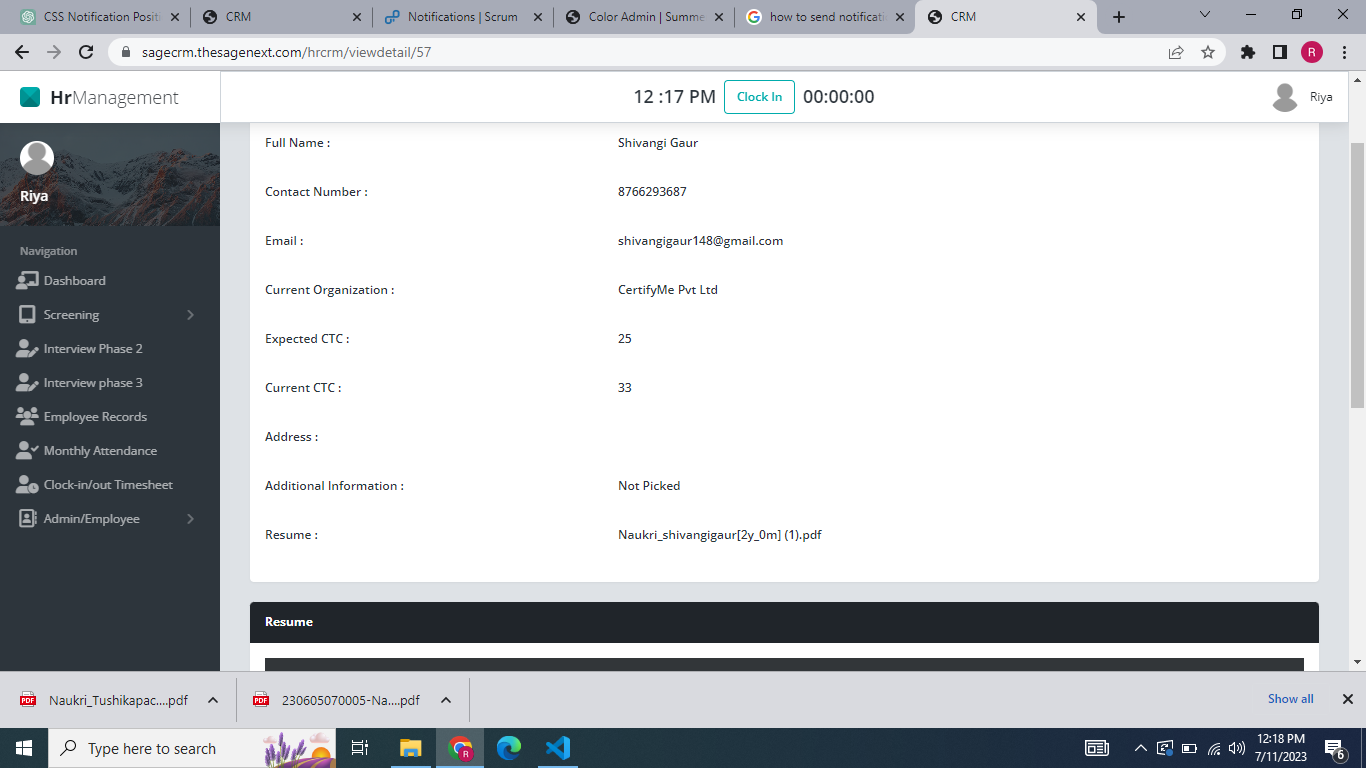 CSS Notification Positi
CRM
Notifications | Scrum
Color Admin | Summe
how to send notificati
CRM
sagecrm.thesagenext.com/hrcrm/viewdetail/57
R
HrManagement
12 :17 PM
Clock In
00:00:00
Riya
Riya
Navigation
Dashboard
Screening
Interview Phase 2
Interview phase 3
Employee Records
Monthly Attendance
Clock-in/out Timesheet
Admin/Employee
Full Name : Shivangi Gaur
Contact Number : 8766293687
Email : shivangigaur148@gmail.com
Current Organization : CertifyMe Pvt Ltd
Expected CTC : 25
Current CTC : 33
Address :
Additional Information : Not Picked
Resume : Naukri_shivangigaur[2y_0m] (1).pdf
Resume
PDF Naukri_Tushikapac....pdf
PDF 230605070005-Na....pdf
Show all
Type here to search
R
12:18 PM
7/11/2023
6